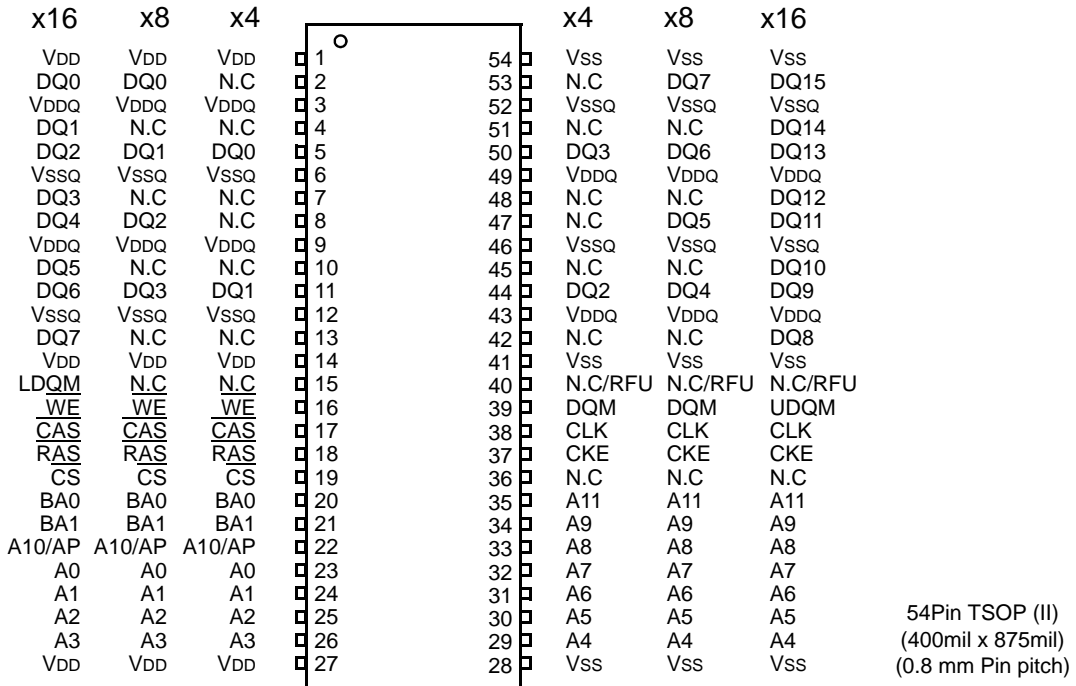 x16 x8 x4 x4 x8 x16
VDD VDD VDD 1 54 VSS VSS VSS
DQ0 DQ0 N.C 2 53 N.C DQ7 DQ15
VDDQ VDDQ VDDQ 3 52 VSSQ VSSQ VSSQ
DQ1 N.C N.C 4 51 N.C N.C DQ14
DQ2 DQ1 DQ0 5 50 DQ3 DQ6 DQ13
VSSQ VSSQ VSSQ 6 49 VDDQ VDDQ VDDQ
DQ3 N.C N.C 7 48 N.C N.C DQ12
DQ4 DQ2 N.C 8 47 N.C DQ5 DQ11
VDDQ VDDQ VDDQ 9 46 VSSQ VSSQ VSSQ
DQ5 N.C N.C 10 45 N.C N.C DQ10
DQ6 DQ3 DQ1 11 44 DQ2 DQ4 DQ9
VSSQ VSSQ VSSQ 12 43 VDDQ VDDQ VDDQ
DQ7 N.C N.C 13 42 N.C N.C DQ8
VDD VDD VDD 14 41 VSS VSS VSS
LDQM N.C N.C 15 40 N.C/RFU N.C/RFU N.C/RFU
WE WE WE 16 39 DQM DQM UDQM
CAS CAS CAS 17 38 CLK CLK CLK
RAS RAS RAS 18 37 CKE CKE CKE
CS CS CS 19 36 N.C N.C N.C
BA0 BA0 BA0 20 35 A11 A11 A11
BA1 BA1 BA1 21 34 A9 A9 A9
A10/AP A10/AP A10/AP 22 33 A8 A8 A8
A0 A0 A0 23 32 A7 A7 A7
A1 A1 A1 24 31 A6 A6 A6
A2 A2 A2 25 30 A5 A5 A5
A3 A3 A3 26 29 A4 A4 A4
VDD VDD VDD 27 28 VSS VSS VSS
54Pin TSOP (II)
(400mil x 875mil)
(0.8 mm Pin pitch)